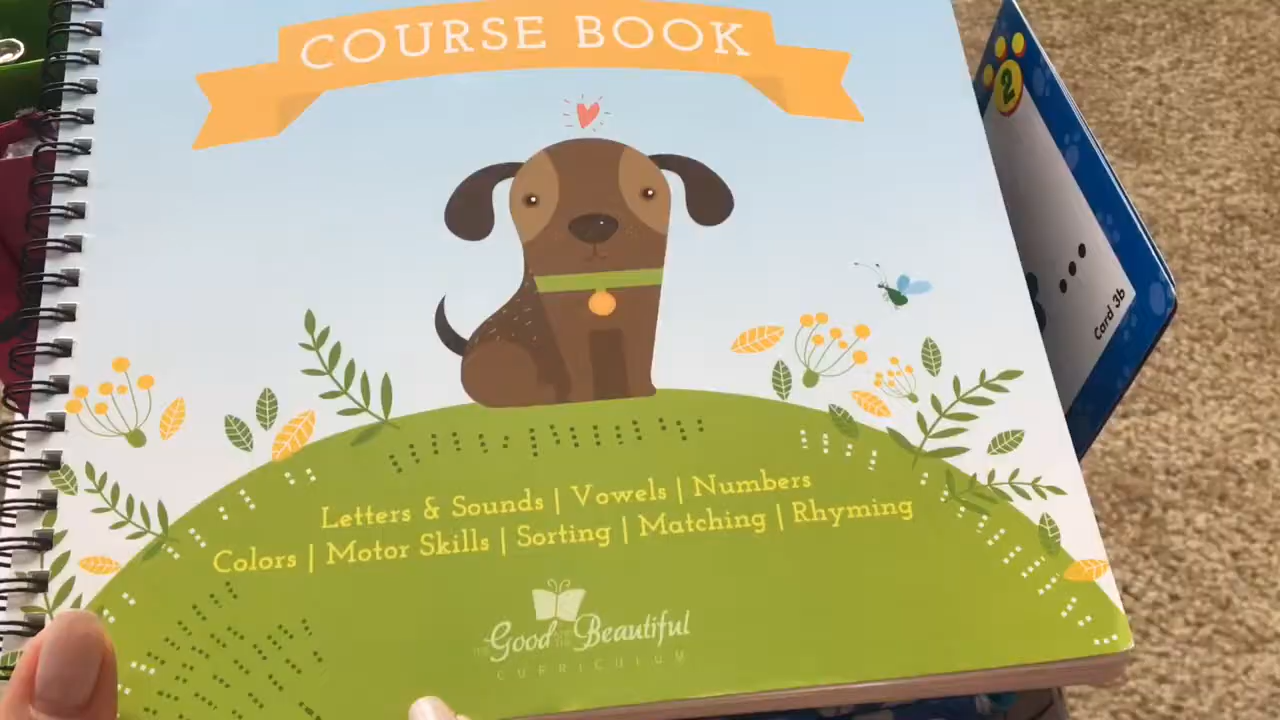 COURSE BOOK
2
Card 3b
Letters & Sounds | Vowels | Numbers
Colors | Motor Skills | Sorting | Matching | Rhyming
THE Good AND THE Beautiful
CURRICULUM